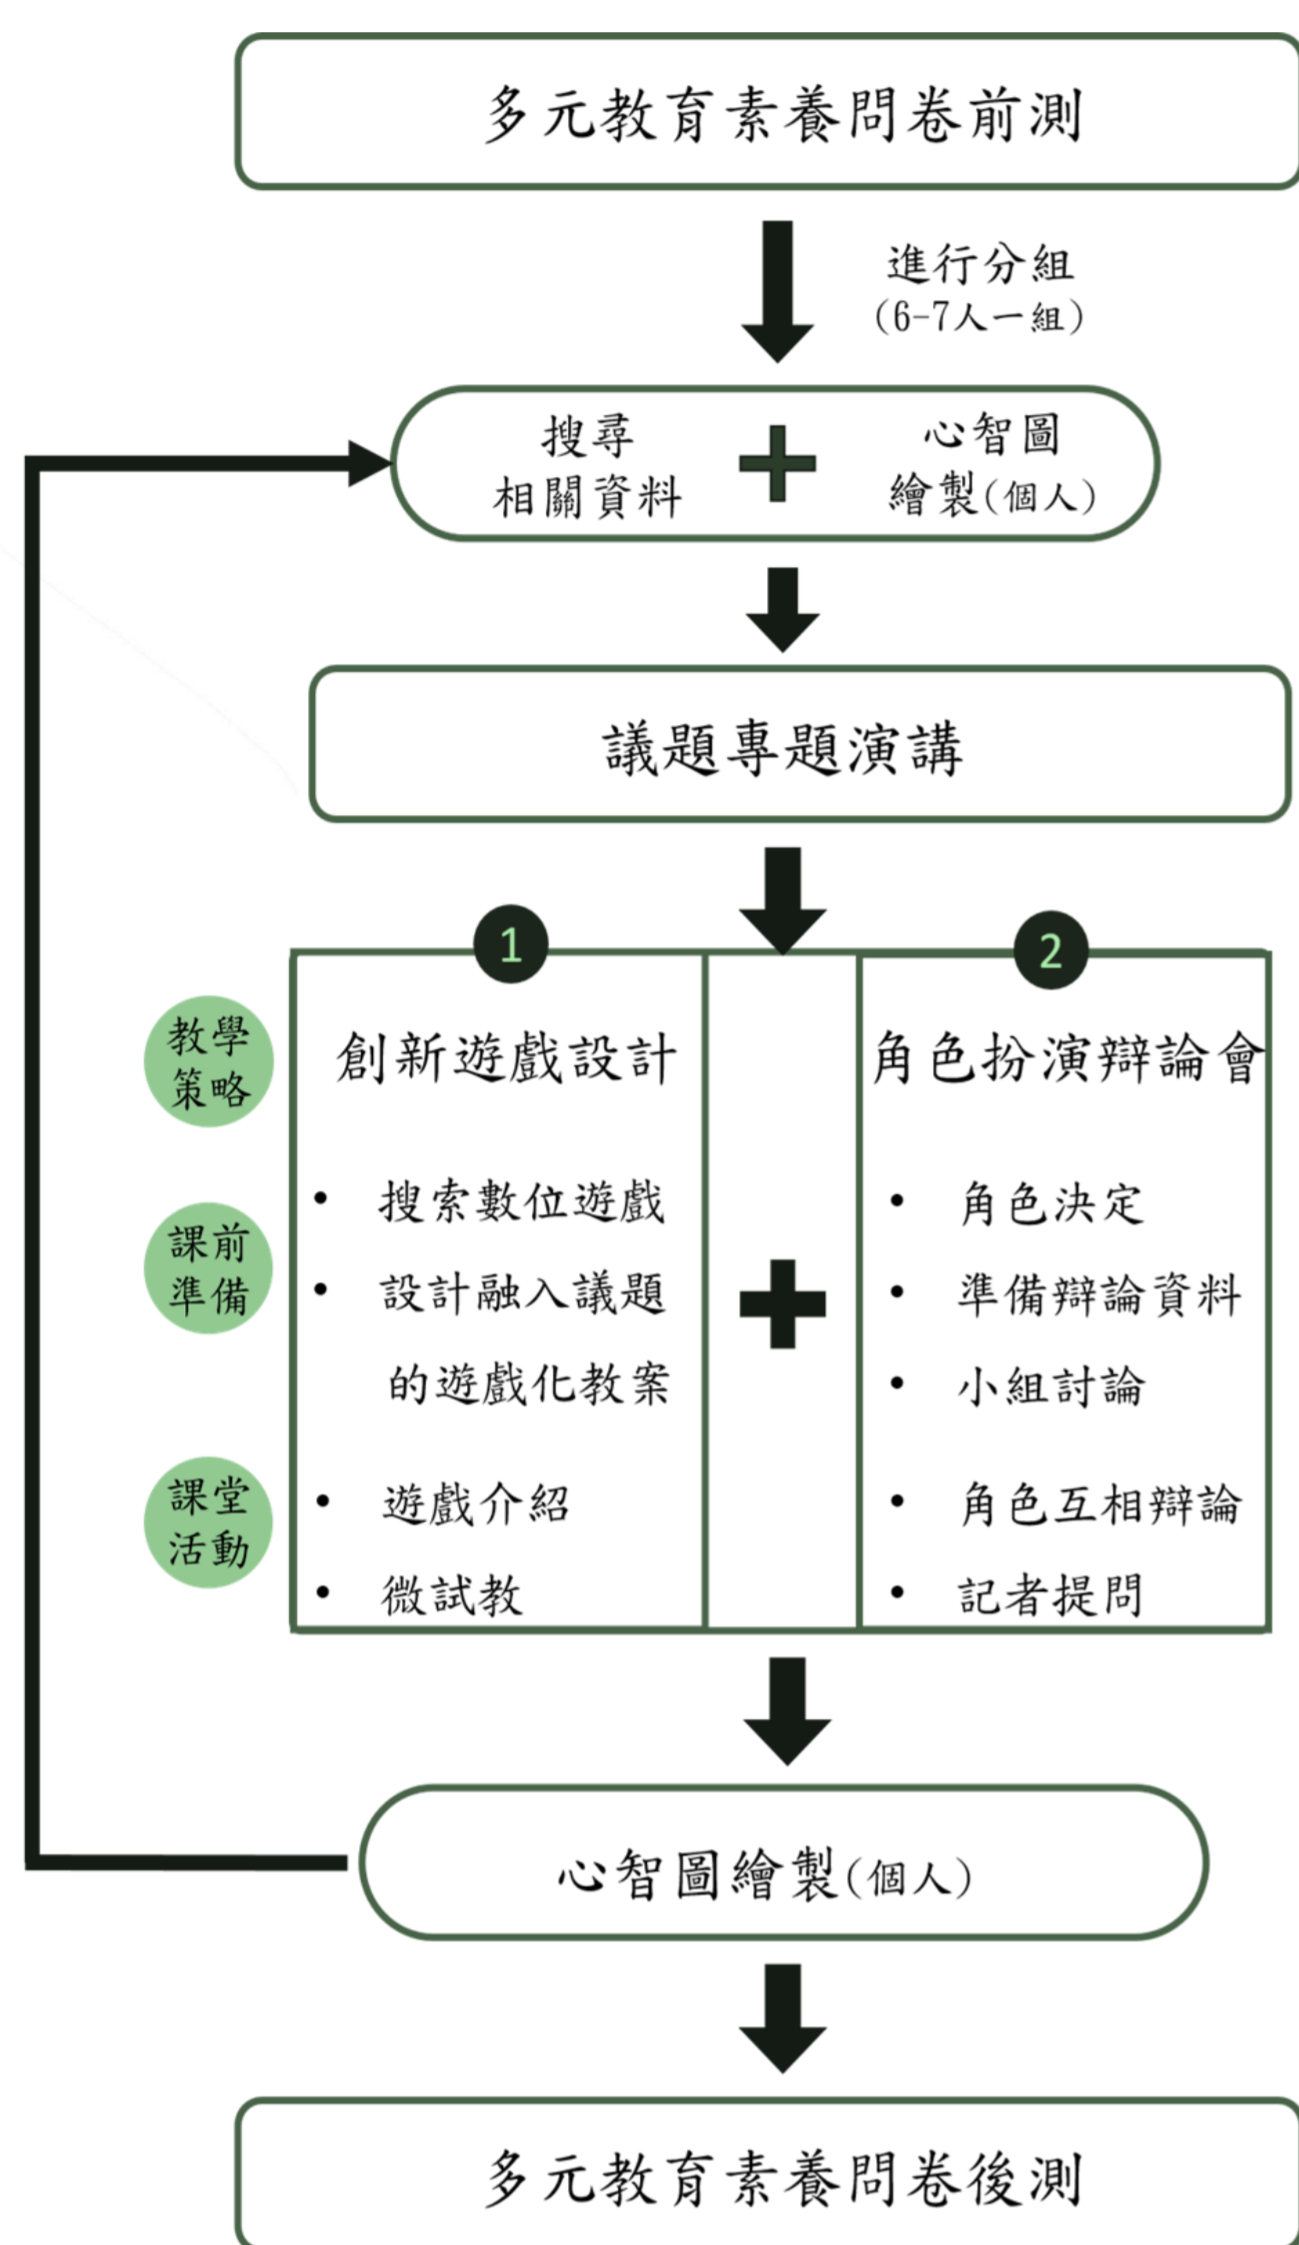 多元教育素養問卷前測
進行分組
(6-7人一組)
搜尋
相關資料
心智圖
繪製(個人)
議題專題演講
1
2
教學
策略
創新遊戲設計
角色扮演辯論會
課前
準備
• 搜索數位遊戲
• 設計融入議題
的遊戲化教案
• 角色決定
• 準備辯論資料
• 小組討論
課堂
活動
• 遊戲介紹
• 微試教
• 角色互相辯論
• 記者提問
心智圖繪製(個人)
多元教育素養問卷後測